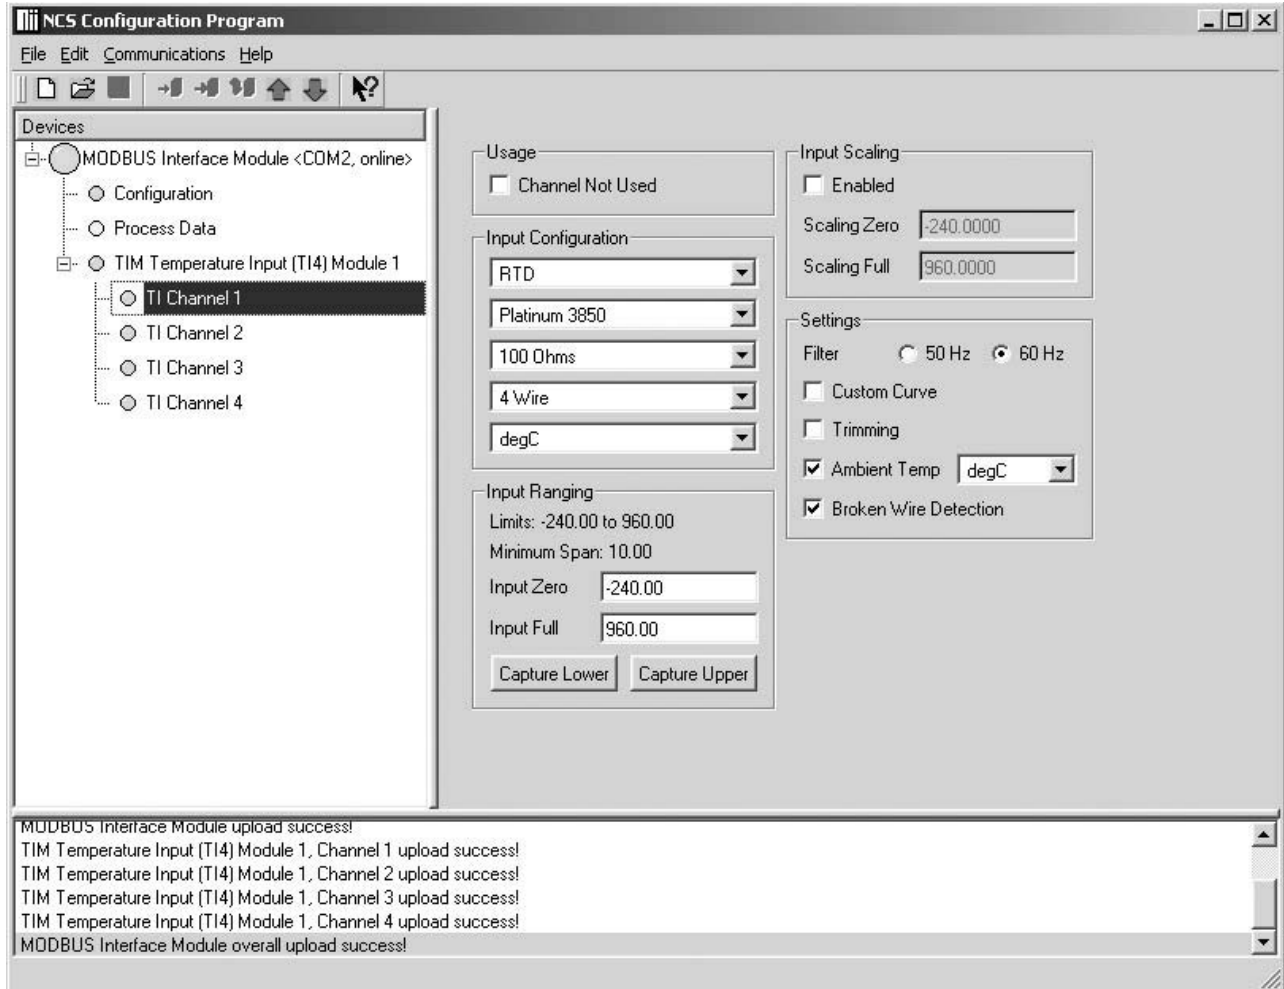 NCS Configuration Program
File Edit Communications Help
Devices
MODBUS Interface Module <COM2, online>
Configuration
Process Data
TIM Temperature Input (TI4) Module 1
TI Channel 1
TI Channel 2
TI Channel 3
TI Channel 4
Usage
Channel Not Used
Input Configuration
RTD
Platinum 3850
100 Ohms
4 Wire
degC
Input Ranging
Limits: -240.00 to 960.00
Minimum Span: 10.00
Input Zero -240.00
Input Full 960.00
Capture Lower Capture Upper
Input Scaling
Enabled
Scaling Zero -240.0000
Scaling Full 960.0000
Settings
Filter 50 Hz 60 Hz
Custom Curve
Trimming
Ambient Temp degC
Broken Wire Detection
MODBUS Interface Module upload success!
TIM Temperature Input (TI4) Module 1, Channel 1 upload success!
TIM Temperature Input (TI4) Module 1, Channel 2 upload success!
TIM Temperature Input (TI4) Module 1, Channel 3 upload success!
TIM Temperature Input (TI4) Module 1, Channel 4 upload success!
MODBUS Interface Module overall upload success!